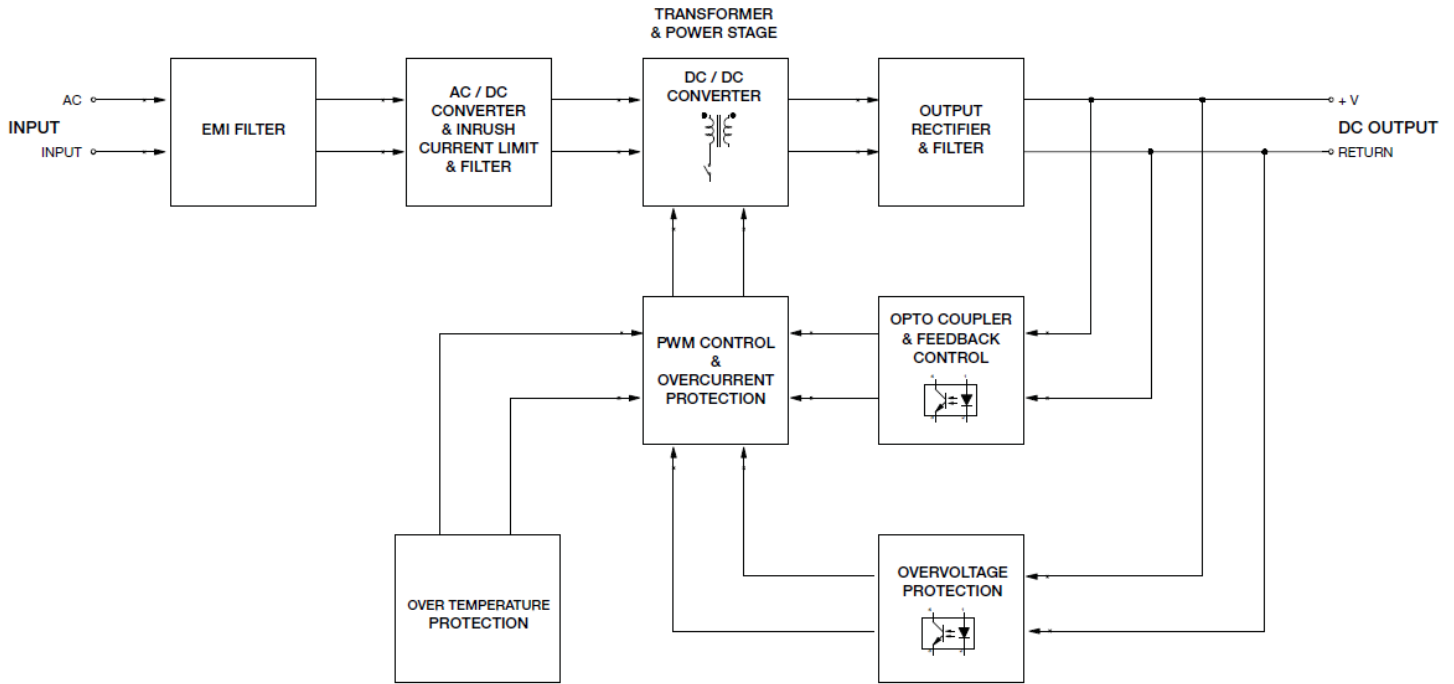 TRANSFORMER
& POWER STAGE
AC
INPUT
INPUT
EMI FILTER
AC / DC
CONVERTER
& INRUSH
CURRENT LIMIT
& FILTER
DC / DC
CONVERTER
OUTPUT
RECTIFIER
& FILTER
+ V
DC OUTPUT
RETURN
PWM CONTROL
&
OVERCURRENT
PROTECTION
OPTO COUPLER
& FEEDBACK
CONTROL
OVER TEMPERATURE
PROTECTION
OVERVOLTAGE
PROTECTION